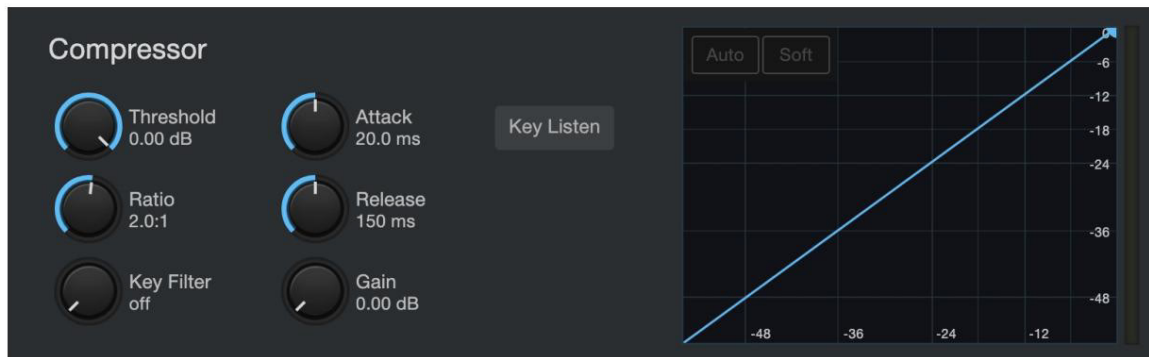 Compressor
Threshold
0.00 dB
Attack
20.0 ms
Key Listen
Ratio
2.0:1
Release
150 ms
Key Filter
off
Gain
0.00 dB
Auto
Soft
0
-6
-12
-18
-24
-36
-48
-48
-36
-24
-12